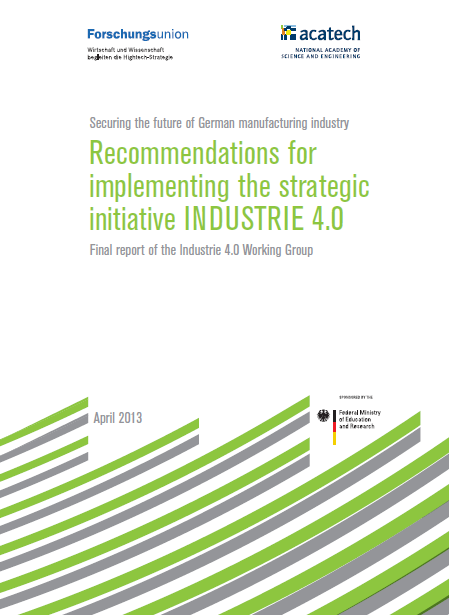 Forschungsunion
Wirtschaft und Wissenschaft
begleiten die Hightech-Strategie
acatech
NATIONAL ACADEMY OF
SCIENCE AND ENGINEERING
Securing the future of German manufacturing industry
Recommendations for
implementing the strategic
initiative INDUSTRIE 4.0
Final report of the Industrie 4.0 Working Group
April 2013
SPONSORED BY THE
Federal Ministry
of Education
and Research